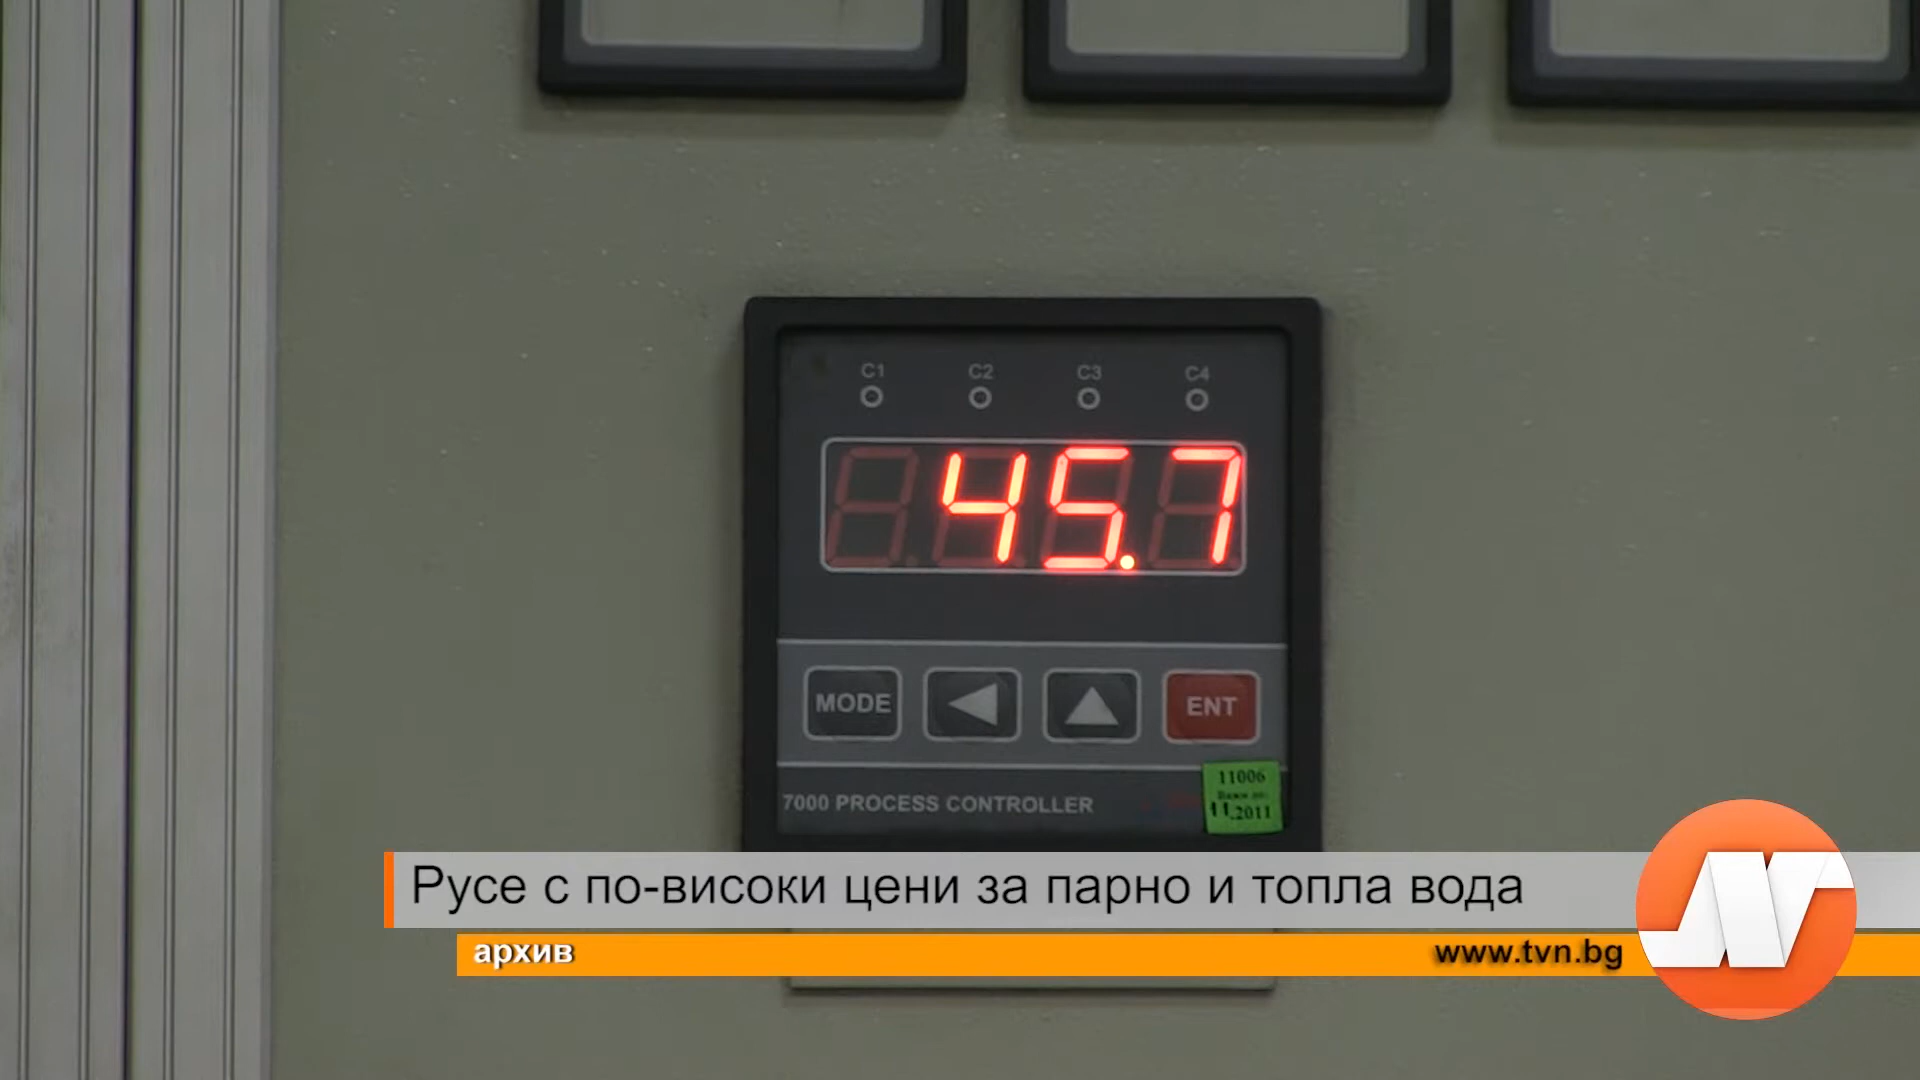 C1 C2 C3 C4
45.7
MODE ENT
7000 PROCESS CONTROLLER
11006
11.2011
Русе с по-високи цени за парно и топла вода
архив www.tvn.bg